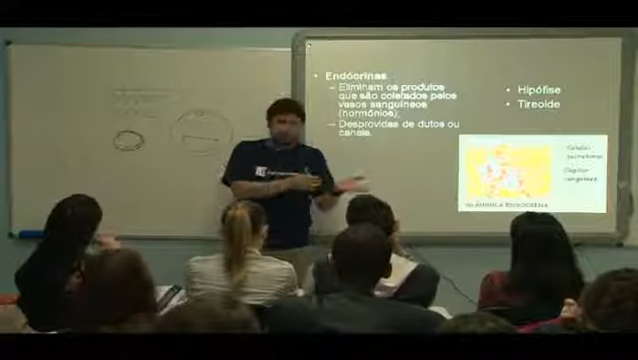 • Endócrinas
– Eliminam os produtos
que são coletados pelos
vasos sanguíneos
(hormônios);
– Desprovidas de dutos ou
canais.
• Hipófise
• Tireoide
GLÂNDULA ENDÓCRINA